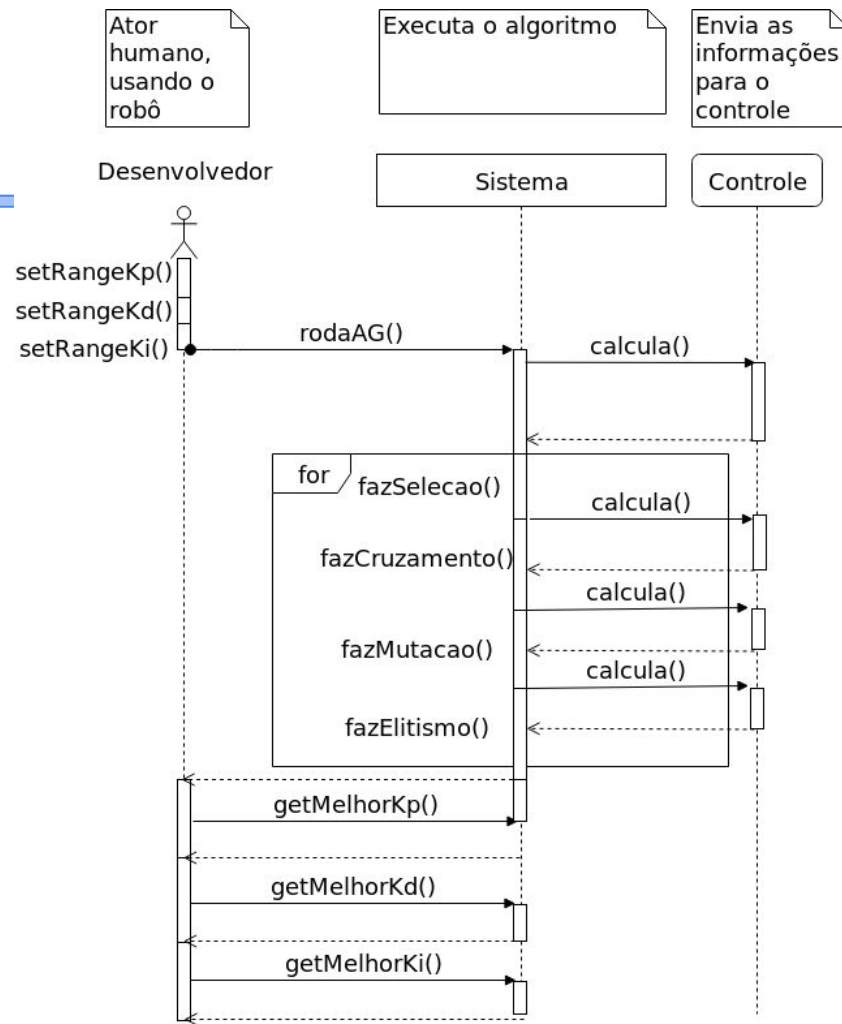 Ator
humano,
usando o
robô
Executa o algoritmo
Envia as
informações
para o
controle
Desenvolvedor
Sistema
Controle
setRangeKp()
setRangeKd()
setRangeKi()
rodaAG()
calcula()
for
fazSelecao()
calcula()
fazCruzamento()
calcula()
fazMutacao()
calcula()
fazElitismo()
getMelhorKp()
getMelhorKd()
getMelhorKi()